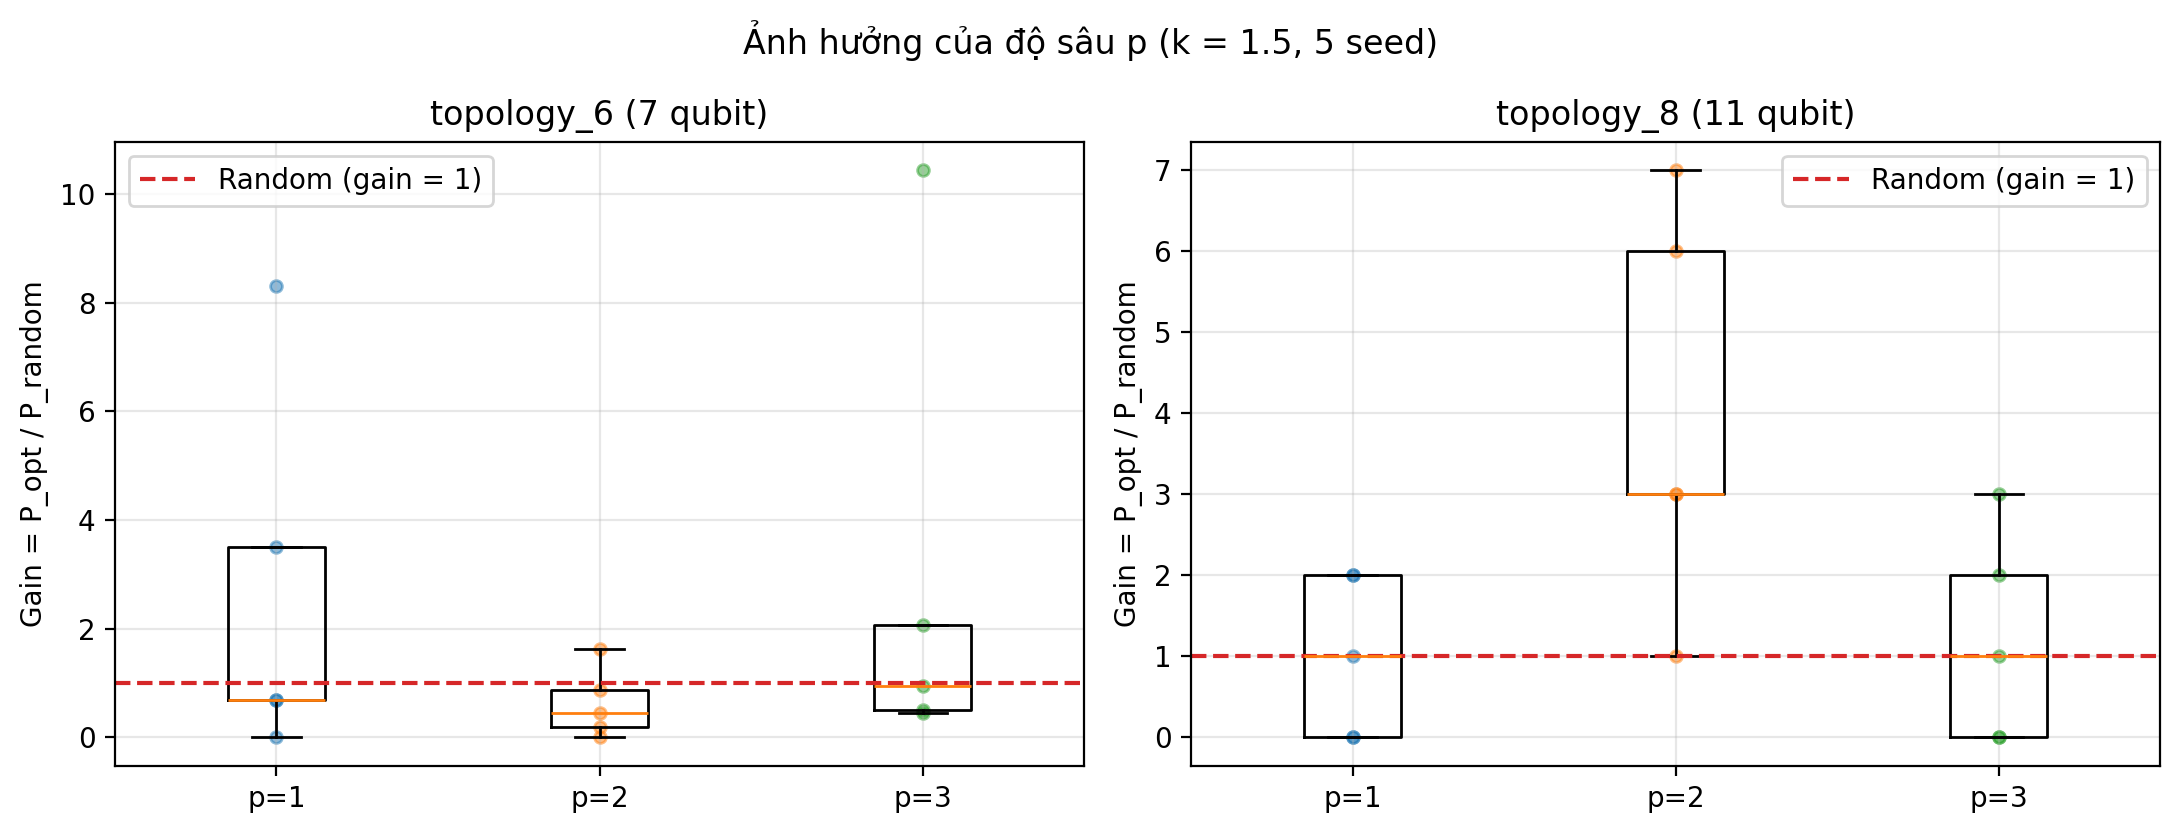 Ảnh hưởng của độ sâu p (k = 1.5, 5 seed)
topology_6 (7 qubit)
Gain = P_opt / P_random
10
8
6
4
2
0
Random (gain = 1)
p=1
p=2
p=3
topology_8 (11 qubit)
Gain = P_opt / P_random
7
6
5
4
3
2
1
0
Random (gain = 1)
p=1
p=2
p=3